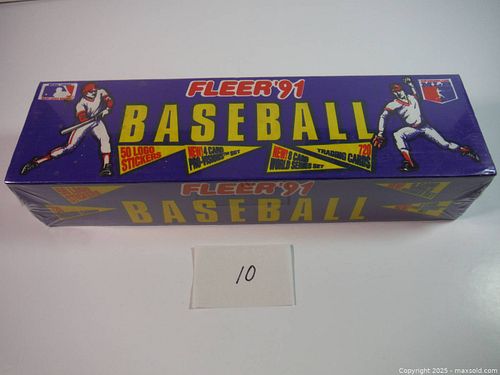 FLEER '91
BASEBALL
50 LOGO
STICKERS
NEW! 4 CARD
PRO-VISIONS™ SET
NEW! 8 CARD
WORLD SERIES SET
720
TRADING CARDS
FLEER '91
BASEBALL
10
Copyright © 2025 - maxsold.com